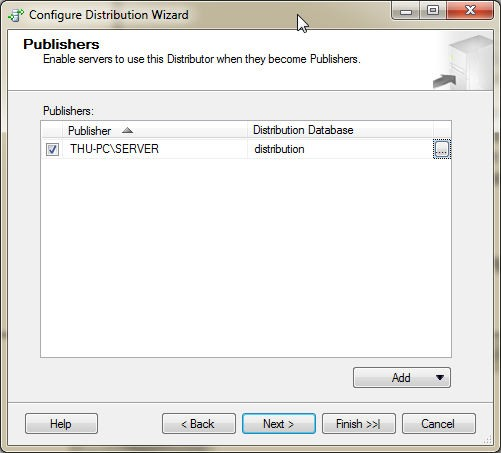 Configure Distribution Wizard
Publishers
Enable servers to use this Distributor when they become Publishers.
Publishers:
Publisher Distribution Database
THU-PC\SERVER distribution ...
Add
Help < Back Next > Finish >>| Cancel